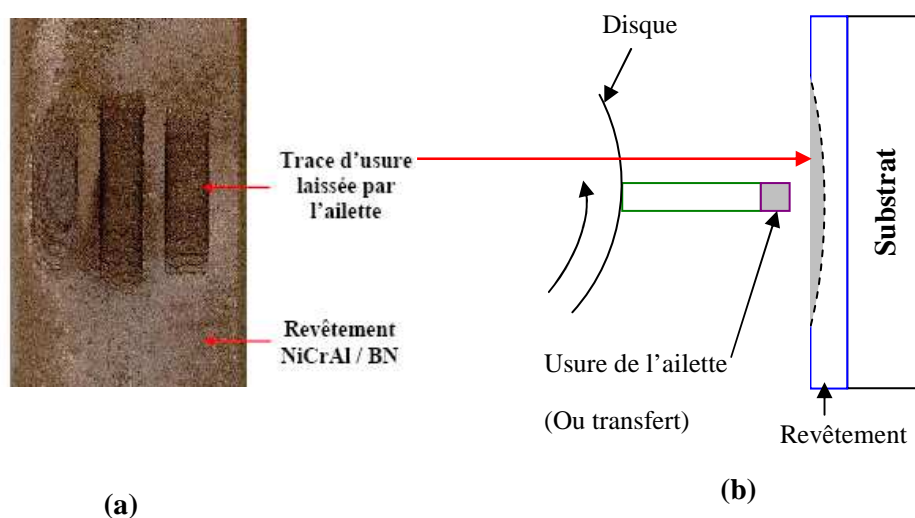 Disque
Trace d'usure
laissée par
l'ailette
Substrat
Revêtement
NiCrAl / BN
Usure de l'ailette
(Ou transfert)
Revêtement
(a)
(b)